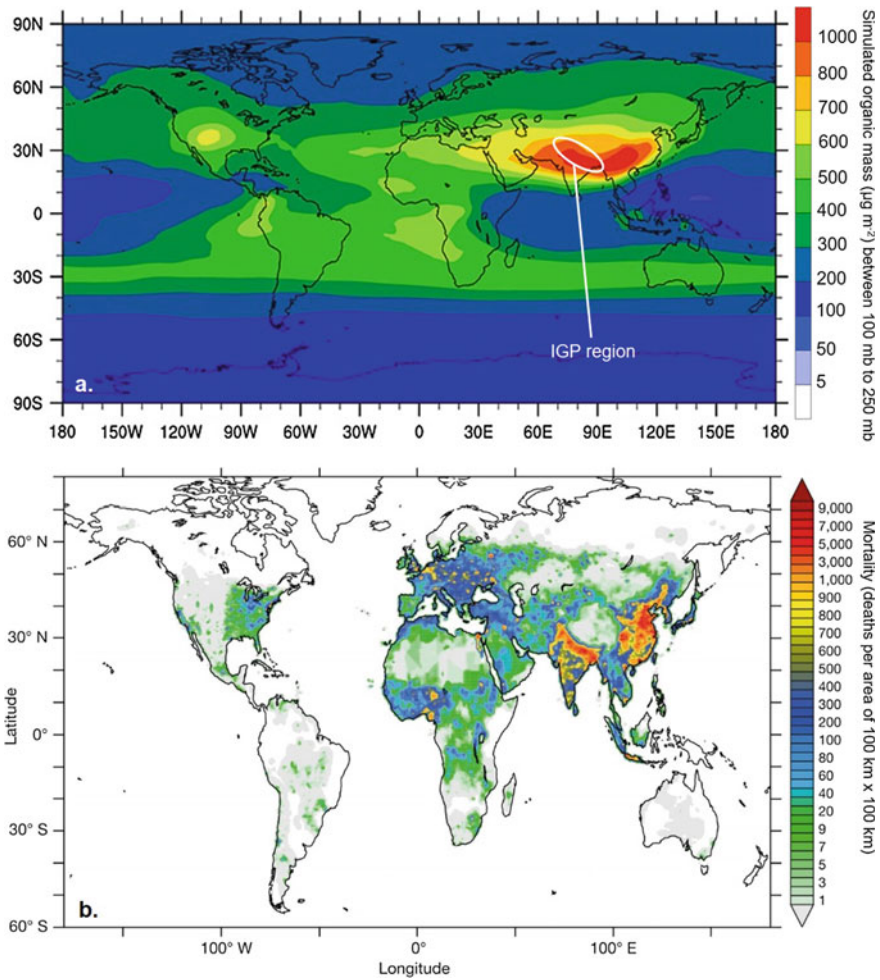 90N
60N
30N
0
30S
60S
90S
180
150W
120W
90W
60W
30W
0
30E
60E
90E
120E
150E
180
IGP region
a.
1000
800
700
600
500
400
300
200
100
50
5
Simulated organic mass (µg m⁻²) between 100 mb to 250 mb
60° N
30° N
0°
30° S
60° S
Latitude
100° W
0°
100° E
Longitude
b.
9,000
7,000
5,000
3,000
1,000
900
800
700
600
500
400
300
200
100
80
60
40
20
9
7
5
3
1
Mortality (deaths per area of 100 km x 100 km)